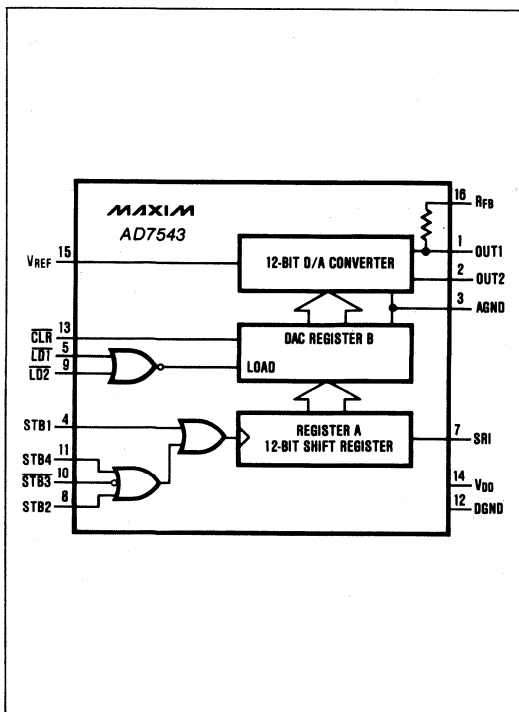 MAXIM
AD7543
16 RFB
1 OUT1
2 OUT2
3 AGND
VREF 15
12-BIT D/A CONVERTER
CLR 13
LD1 5
LD2 9
DAC REGISTER B
LOAD
STB1 4
STB4 11
STB3 10
STB2 8
REGISTER A
12-BIT SHIFT REGISTER
7 SRI
14 VDD
12 DGND